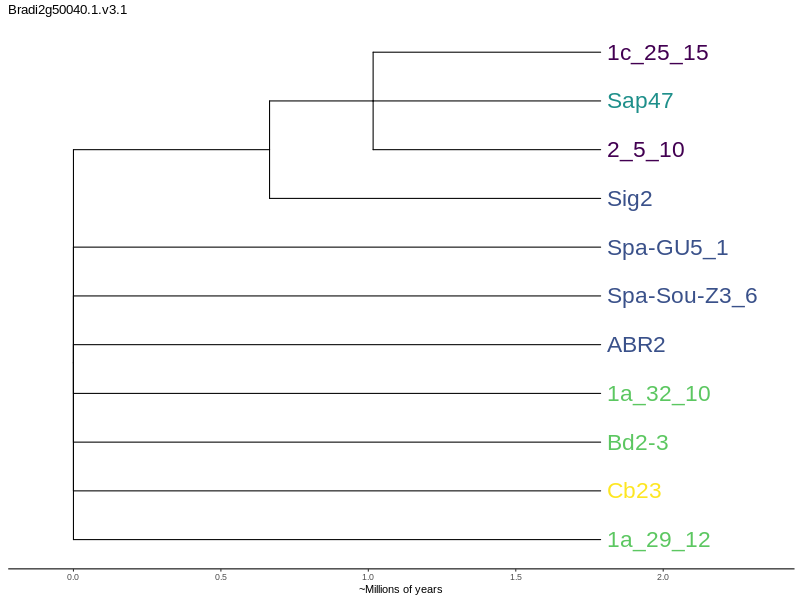 Bradi2g50040.1.v3.1
1c_25_15
Sap47
2_5_10
Sig2
Spa-GU5_1
Spa-Sou-Z3_6
ABR2
1a_32_10
Bd2-3
Cb23
1a_29_12
0.0 0.5 1.0 1.5 2.0
~Millions of years